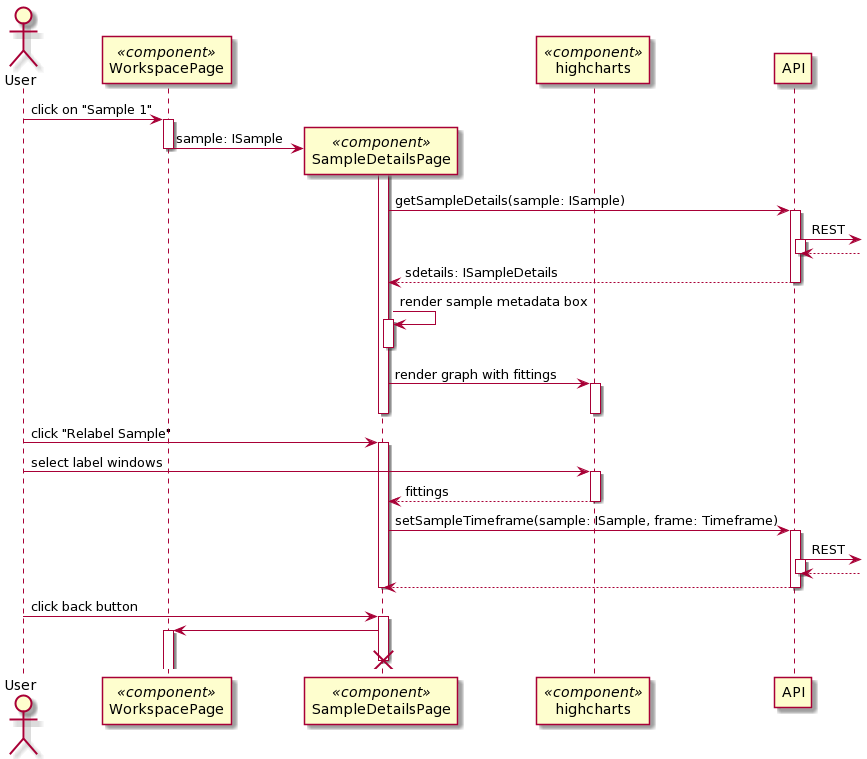 User
«component»
WorkspacePage
«component»
highcharts
API
click on "Sample 1"
sample: ISample
«component»
SampleDetailsPage
getSampleDetails(sample: ISample)
REST
sdetails: ISampleDetails
render sample metadata box
render graph with fittings
click "Relabel Sample"
select label windows
fittings
setSampleTimeframe(sample: ISample, frame: Timeframe)
REST
click back button
User
«component»
WorkspacePage
«component»
SampleDetailsPage
«component»
highcharts
API